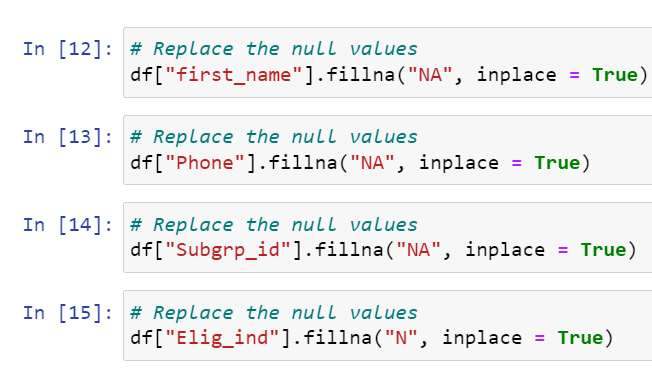 In [12]: # Replace the null values
df["first_name"].fillna("NA", inplace = True)
In [13]: # Replace the null values
df["Phone"].fillna("NA", inplace = True)
In [14]: # Replace the null values
df["Subgrp_id"].fillna("NA", inplace = True)
In [15]: # Replace the null values
df["Elig_ind"].fillna("N", inplace = True)